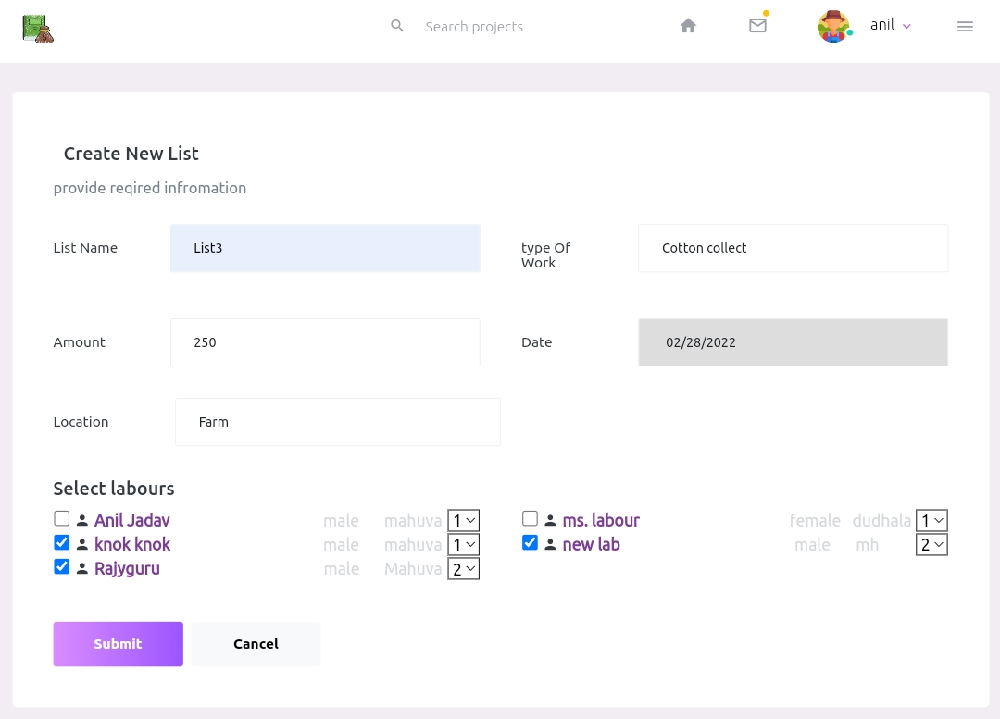 Search projects
anil
Create New List
provide reqired infromation
List Name List3
type Of
Work
Cotton collect
Amount 250
Date 02/28/2022
Location Farm
Select labours
Anil Jadav male mahuva 1
ms. labour female dudhala 1
knok knok male mahuva 1
new lab male mh 2
Rajyguru male Mahuva 2
Submit Cancel